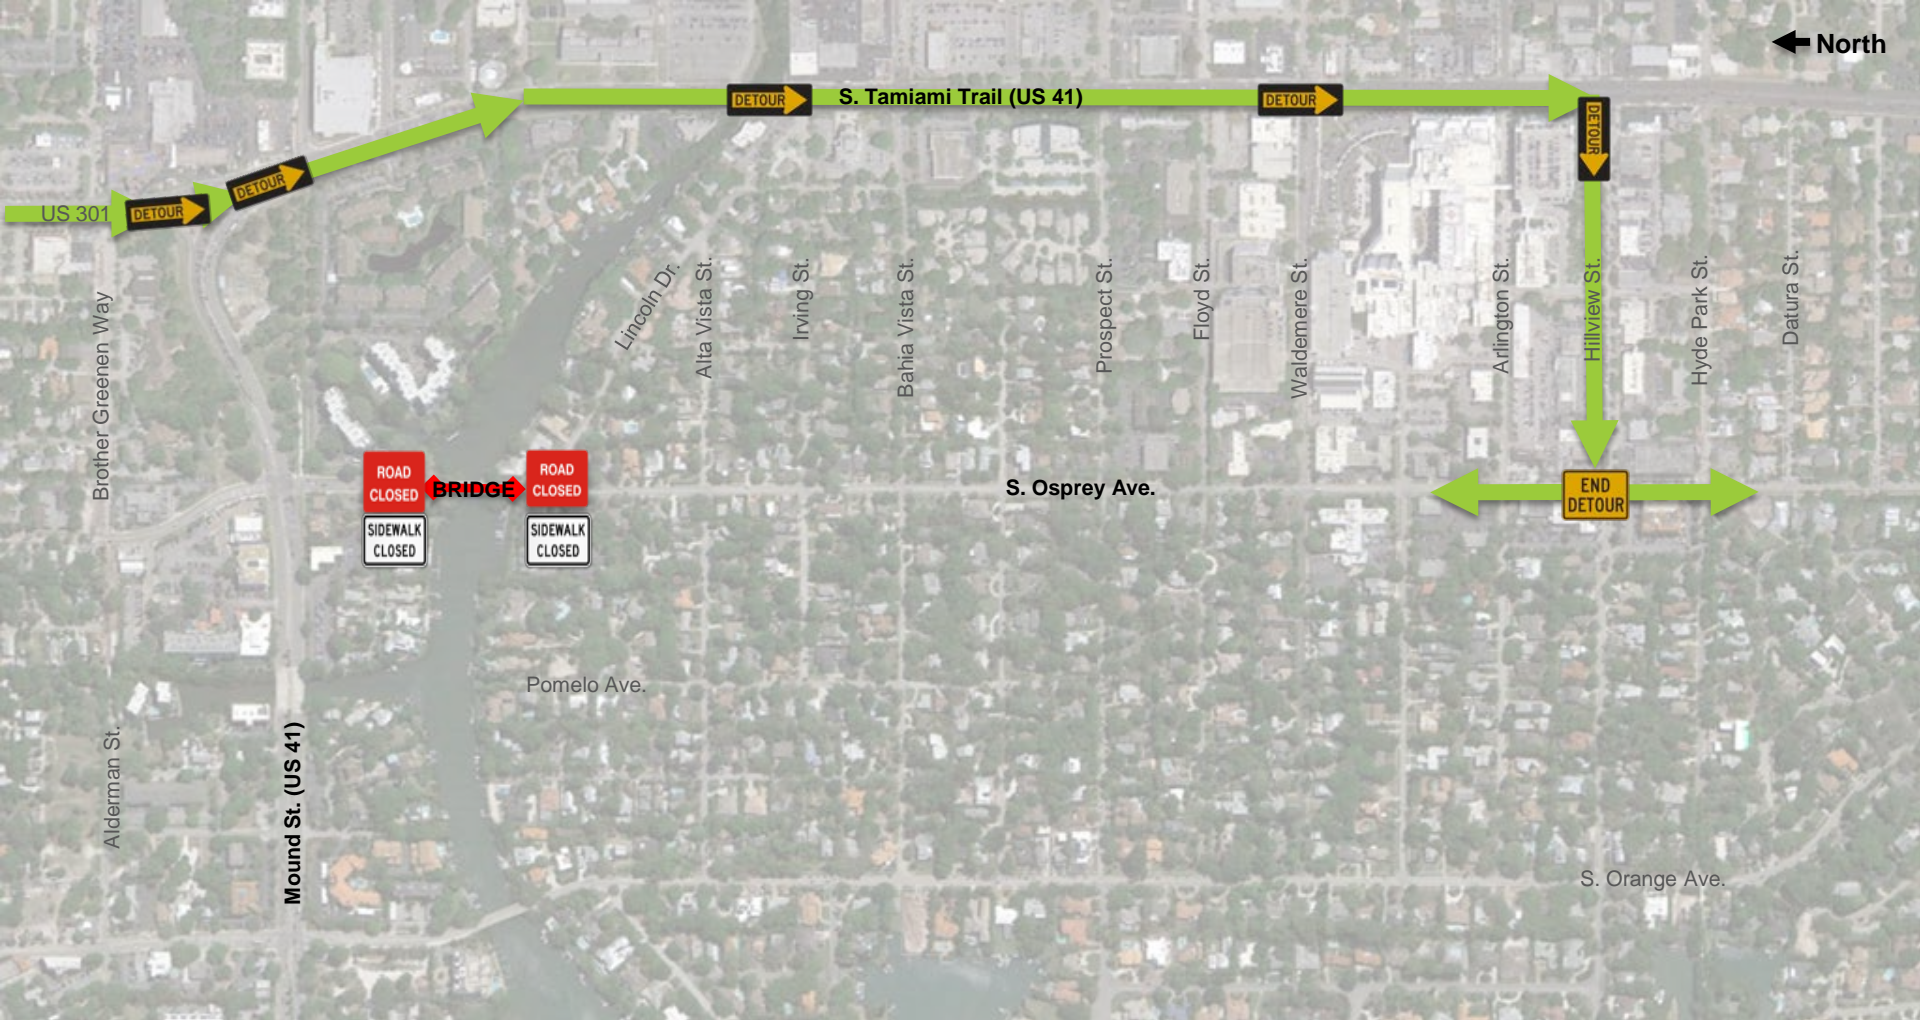 North
S. Tamiami Trail (US 41)
DETOUR
DETOUR
DETOUR
DETOUR
DETOUR
US 301
Brother Greenen Way
Lincoln Dr.
Alta Vista St.
Irving St.
Bahia Vista St.
Prospect St.
Floyd St.
Waldemere St.
Arlington St.
Hillview St.
Hyde Park St.
Datura St.
ROAD
CLOSED
SIDEWALK
CLOSED
BRIDGE
ROAD
CLOSED
SIDEWALK
CLOSED
S. Osprey Ave.
END
DETOUR
Pomelo Ave.
Alderman St.
Mound St. (US 41)
S. Orange Ave.